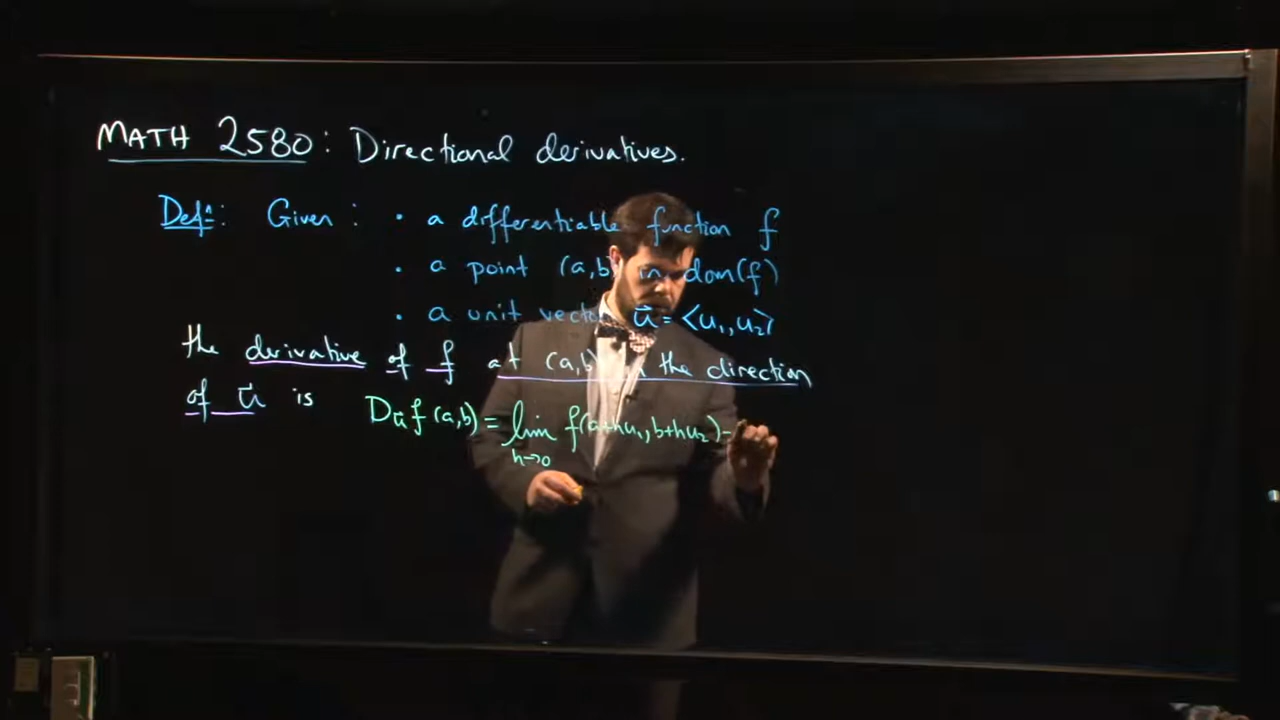 MATH 2580: Directional derivatives.
Defⁿ: Given: • a differentiable function f
• a point (a,b) in dom(f)
• a unit vector u⃗ = <u₁,u₂>
the derivative of f at (a,b) in the direction
of u⃗ is D_u⃗ f(a,b) = lim f(a+hu₁, b+hu₂) -
h→0